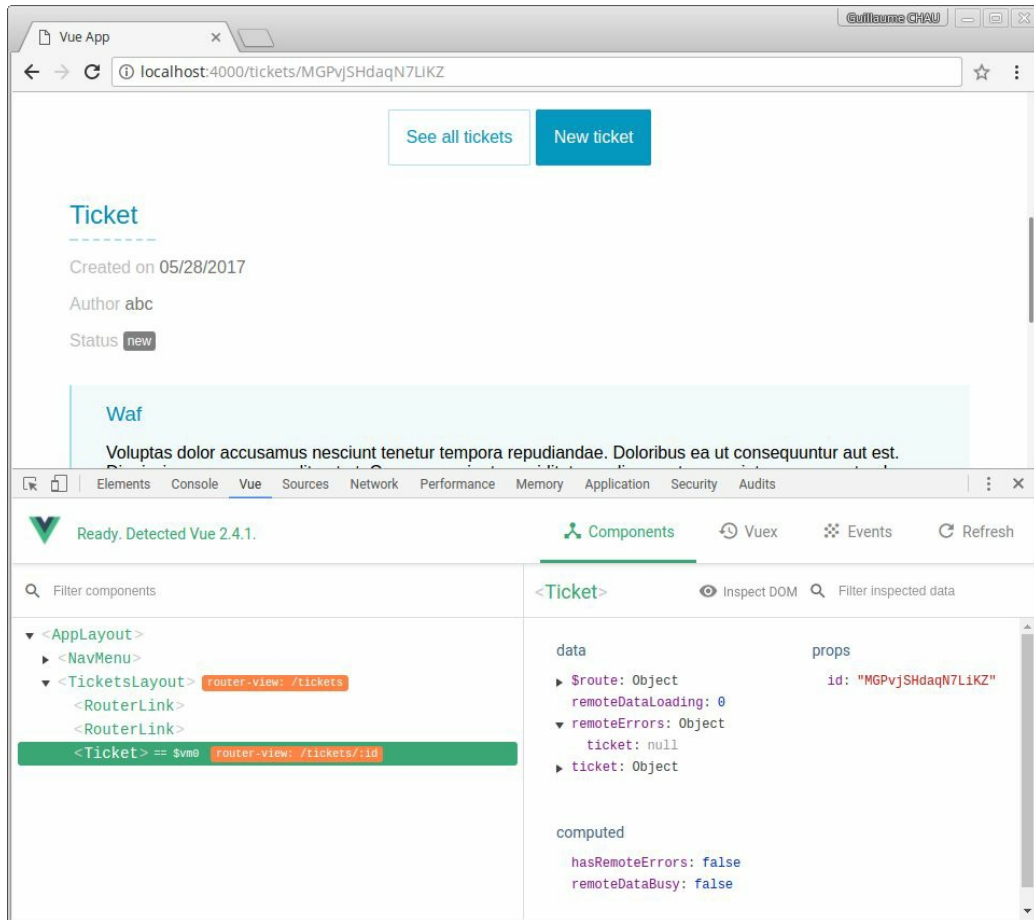 Guillaume CHAU
Vue App
localhost:4000/tickets/MGPvjSHdaqN7LiKZ
See all tickets New ticket
Ticket
Created on 05/28/2017
Author abc
Status new
Waf
Voluptas dolor accusamus nesciunt tenetur tempora repudiandae. Doloribus ea ut consequuntur aut est.
Elements Console Vue Sources Network Performance Memory Application Security Audits
Ready. Detected Vue 2.4.1. Components Vuex Events Refresh
Filter components
<Ticket> Inspect DOM Filter inspected data
<AppLayout>
<NavMenu>
<TicketsLayout> router-view: /tickets
<RouterLink>
<RouterLink>
<Ticket> == $vm0 router-view: /tickets/:id
data props
$route: Object id: "MGPvjSHdaqN7LiKZ"
remoteDataLoading: 0
remoteErrors: Object
ticket: null
ticket: Object
computed
hasRemoteErrors: false
remoteDataBusy: false